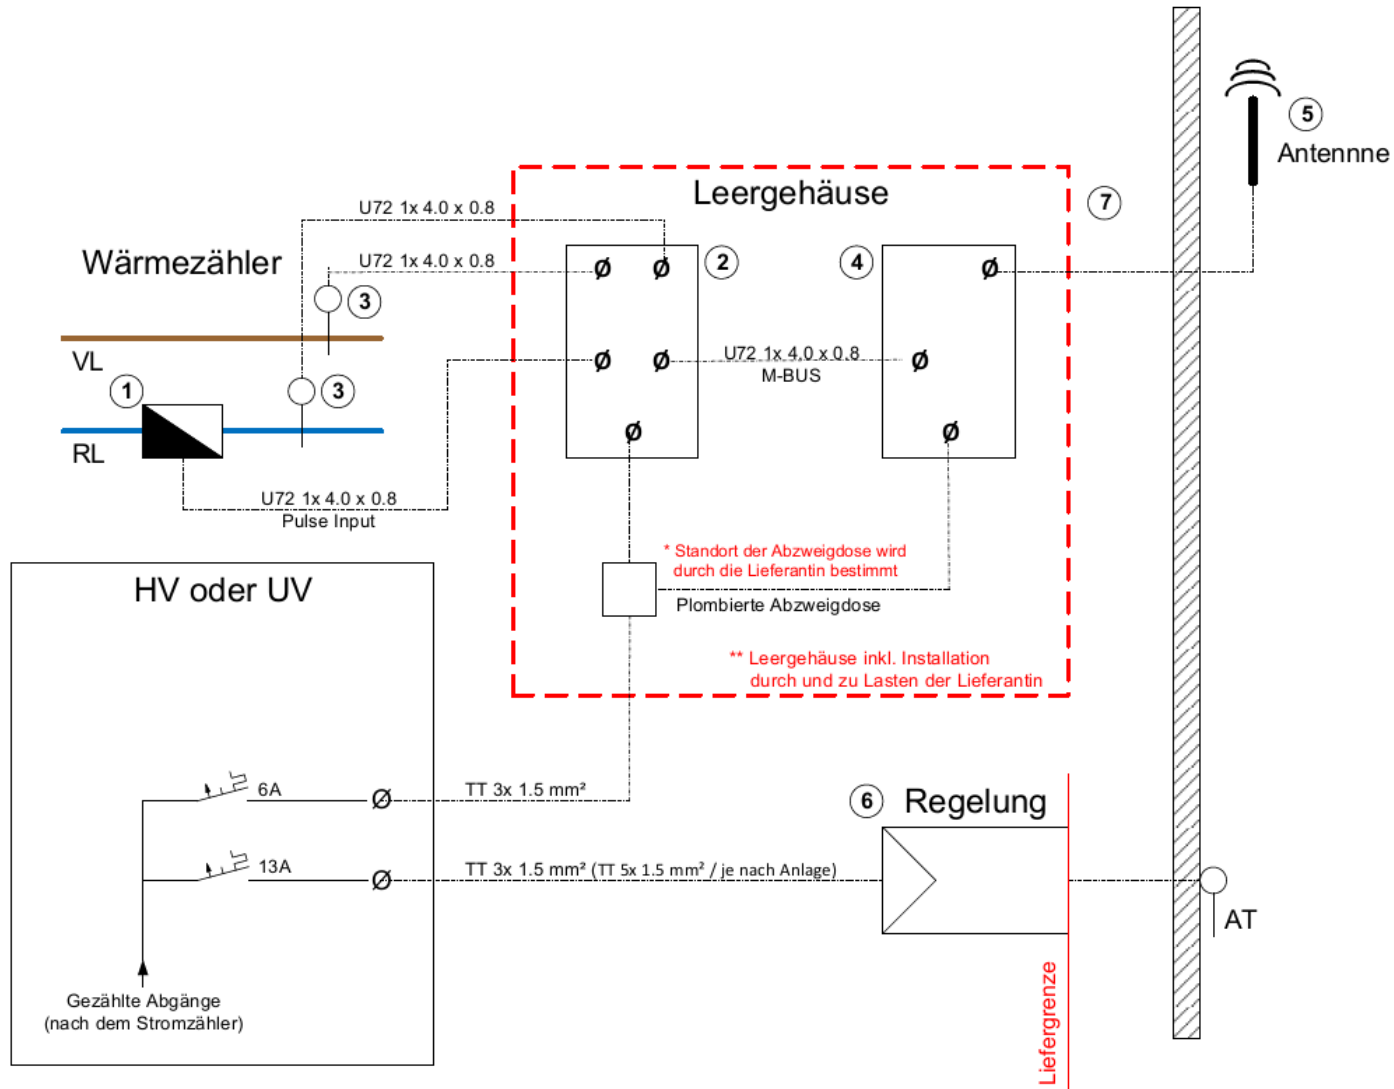 5
Antennne
Leergehäuse
7
U72 1x 4.0 x 0.8
Wärmezähler
U72 1x 4.0 x 0.8
2
4
3
VL
U72 1x 4.0 x 0.8
M-BUS
1
3
RL
U72 1x 4.0 x 0.8
Pulse Input
* Standort der Abzweigdose wird
durch die Lieferantin bestimmt
HV oder UV
Plombierte Abzweigdose
** Leergehäuse inkl. Installation
durch und zu Lasten der Lieferantin
6A
TT 3x 1.5 mm²
6
Regelung
13A
TT 3x 1.5 mm² (TT 5x 1.5 mm² / je nach Anlage)
AT
Gezählte Abgänge
(nach dem Stromzähler)
Liefergrenze